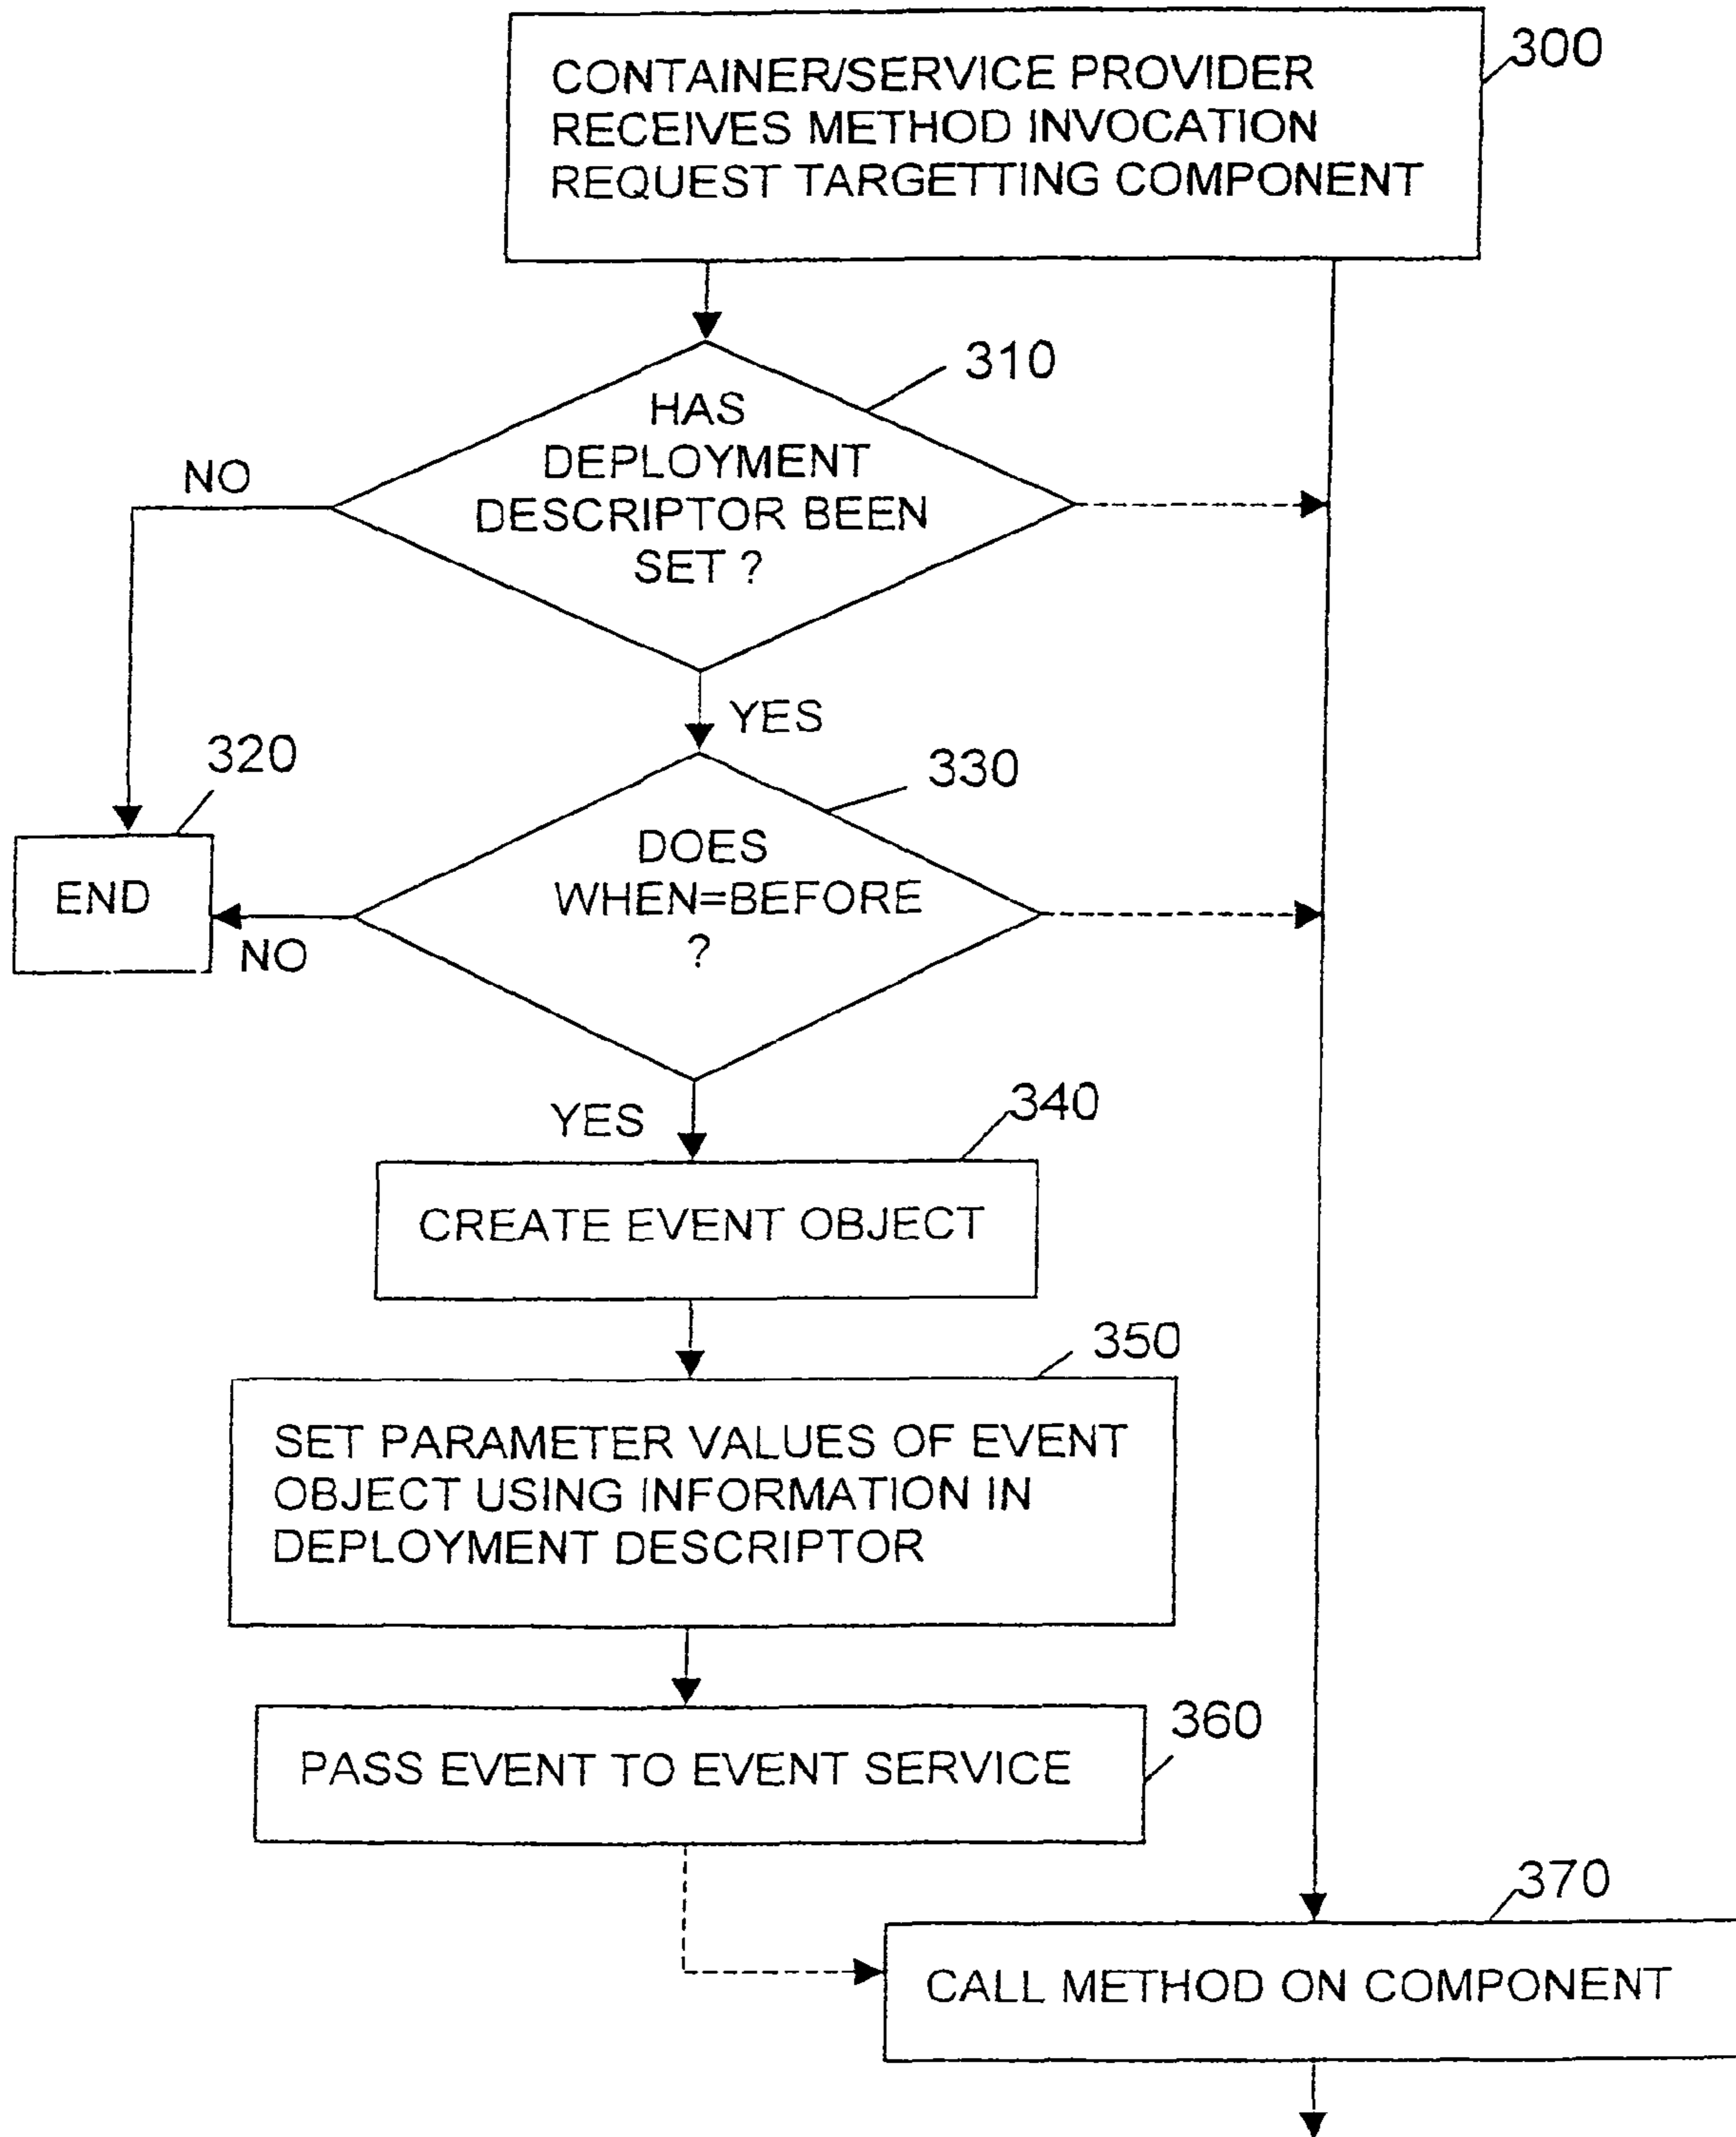 CONTAINER/SERVICE PROVIDER
RECEIVES METHOD INVOCATION
REQUEST TARGETTING COMPONENT
300
HAS
DEPLOYMENT
DESCRIPTOR BEEN
SET ?
310
NO
YES
320
END
330
DOES
WHEN=BEFORE
?
NO
YES
340
CREATE EVENT OBJECT
350
SET PARAMETER VALUES OF EVENT
OBJECT USING INFORMATION IN
DEPLOYMENT DESCRIPTOR
360
PASS EVENT TO EVENT SERVICE
370
CALL METHOD ON COMPONENT